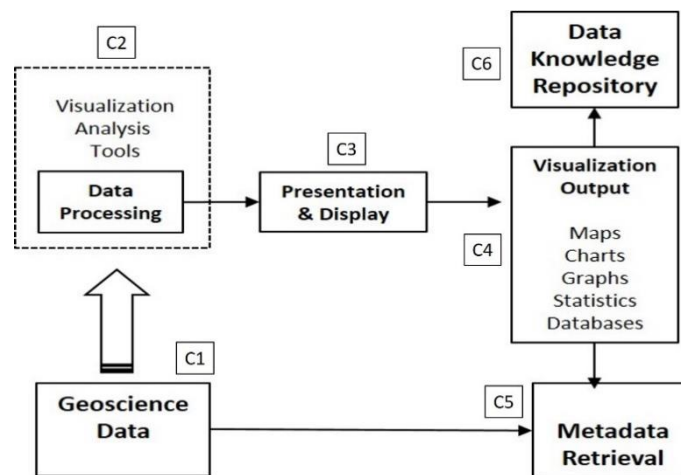 C2
Visualization
Analysis
Tools
Data
Processing
C3
Presentation
& Display
C6
Data
Knowledge
Repository
C4
Visualization
Output
Maps
Charts
Graphs
Statistics
Databases
C1
Geoscience
Data
C5
Metadata
Retrieval